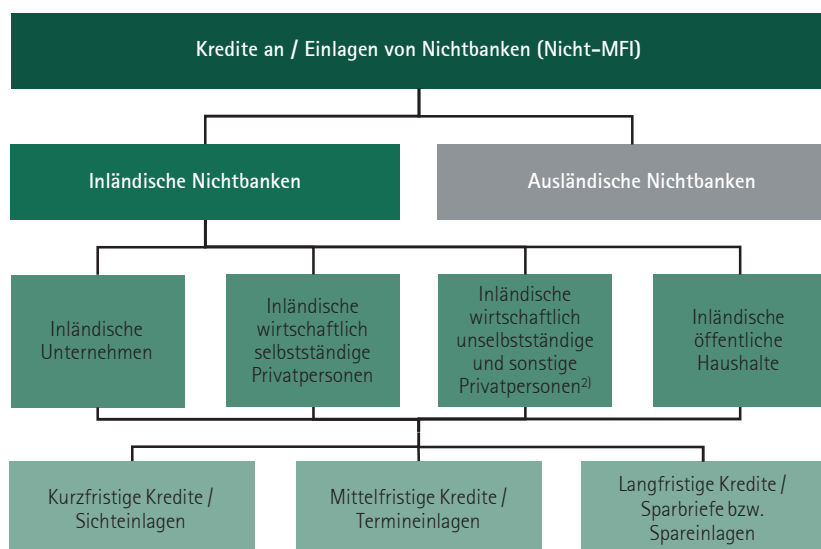 Kredite an / Einlagen von Nichtbanken (Nicht-MFI)
Inländische Nichtbanken
Ausländische Nichtbanken
Inländische
Unternehmen
Inländische
wirtschaftlich
selbstständige
Privatpersonen
Inländische
wirtschaftlich
unselbstständige
und sonstige
Privatpersonen²⁾
Inländische
öffentliche
Haushalte
Kurzfristige Kredite /
Sichteinlagen
Mittelfristige Kredite /
Termineinlagen
Langfristige Kredite /
Sparbriefe bzw.
Spareinlagen